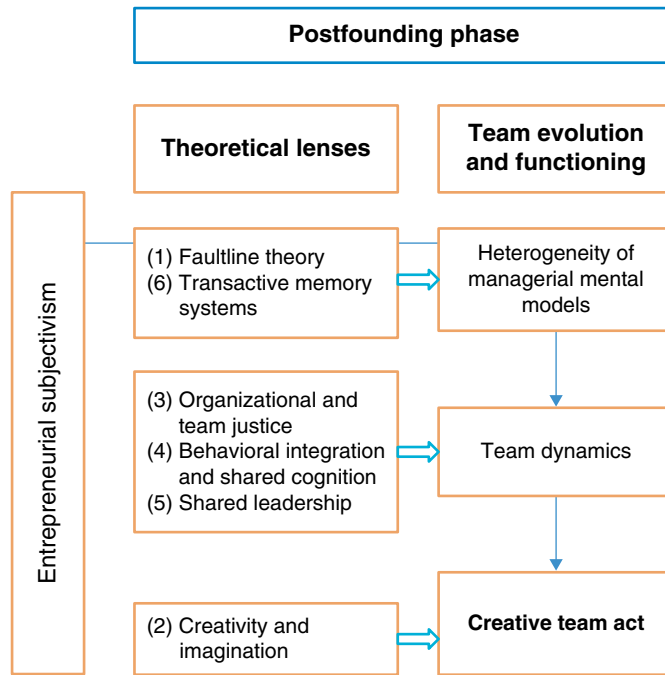 Postfounding phase
Theoretical lenses
Team evolution
and functioning
Entrepreneurial subjectivism
(1) Faultline theory
(6) Transactive memory
systems
Heterogeneity of
managerial mental
models
(3) Organizational and
team justice
(4) Behavioral integration
and shared cognition
(5) Shared leadership
Team dynamics
(2) Creativity and
imagination
Creative team act